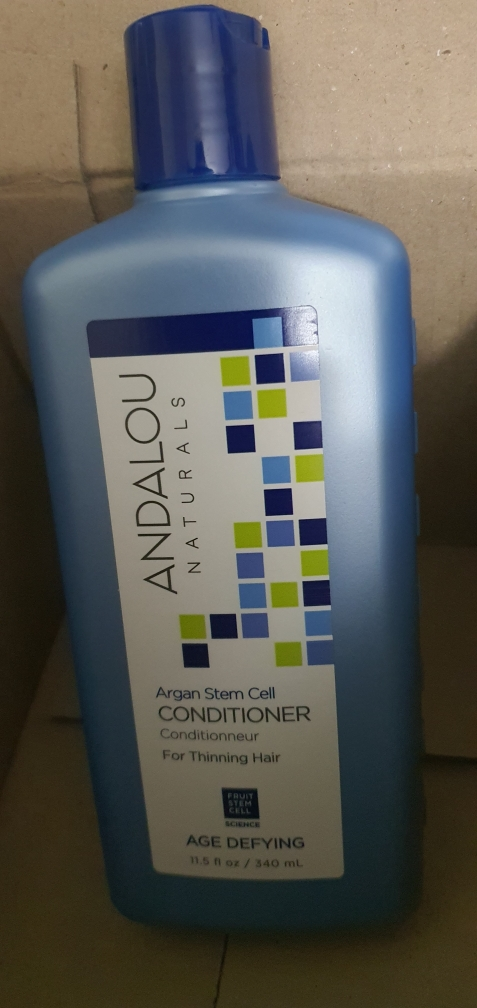 ANDALOU
NATURALS
Argan Stem Cell
CONDITIONER
Conditionneur
For Thinning Hair
FRUIT
STEM
CELL
SCIENCE
AGE DEFYING
11.5 fl oz / 340 mL